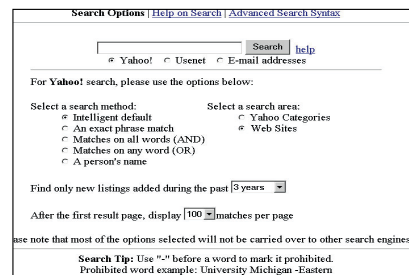 Search Options | Help on Search | Advanced Search Syntax
Search help
Yahoo! Usenet E-mail addresses
For Yahoo! search, please use the options below:
Select a search method: Select a search area:
Intelligent default Yahoo Categories
An exact phrase match Web Sites
Matches on all words (AND)
Matches on any word (OR)
A person's name
Find only new listings added during the past 3 years
After the first result page, display 100 matches per page
ase note that most of the options selected will not be carried over to other search engines
Search Tip: Use "-" before a word to mark it prohibited.
Prohibited word example: University Michigan -Eastern